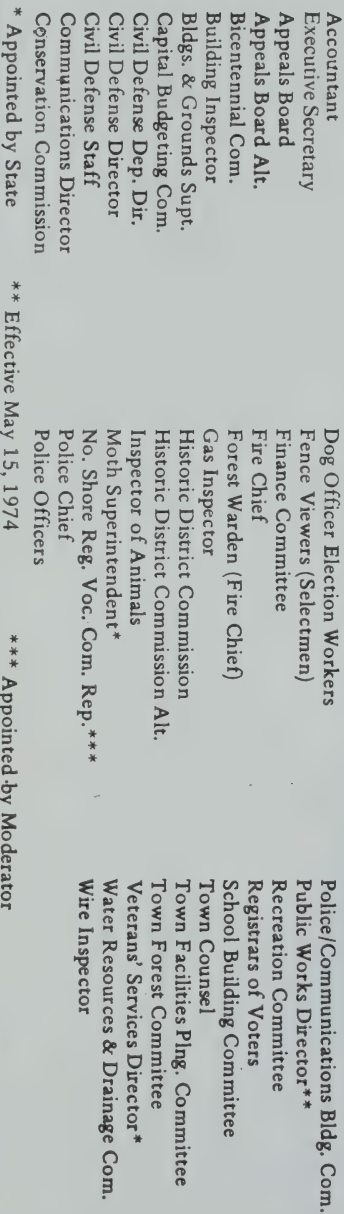 Accountant
Executive Secretary
Appeals Board
Appeals Board Alt.
Bicentennial Com.
Building Inspector
Bldgs. & Grounds Supt.
Capital Budgeting Com.
Civil Defense Dep. Dir.
Civil Defense Director
Civil Defense Staff
Communications Director
Conservation Commission
Dog Officer Election Workers
Fence Viewers (Selectmen)
Finance Committee
Fire Chief
Forest Warden (Fire Chief)
Gas Inspector
Historic District Commission
Historic District Commission Alt.
Inspector of Animals
Moth Superintendent*
No. Shore Reg. Voc. Com. Rep.***
Police Chief
Police Officers
Police/Communications Bldg. Com.
Public Works Director**
Recreation Committee
Registrars of Voters
School Building Committee
Town Counsel
Town Facilities Plng. Committee
Town Forest Committee
Veterans' Services Director*
Water Resources & Drainage Com.
Wire Inspector
* Appointed by State ** Effective May 15, 1974 *** Appointed by Moderator